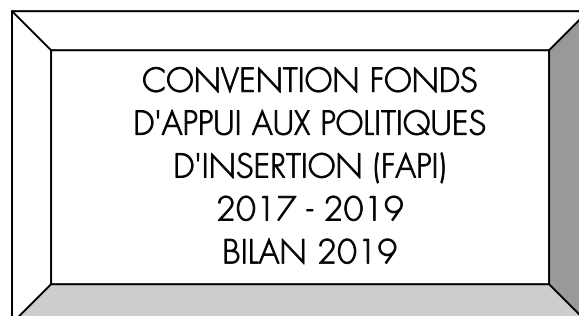 CONVENTION FONDS
D'APPUI AUX POLITIQUES
D'INSERTION (FAPI)
2017 - 2019
BILAN 2019